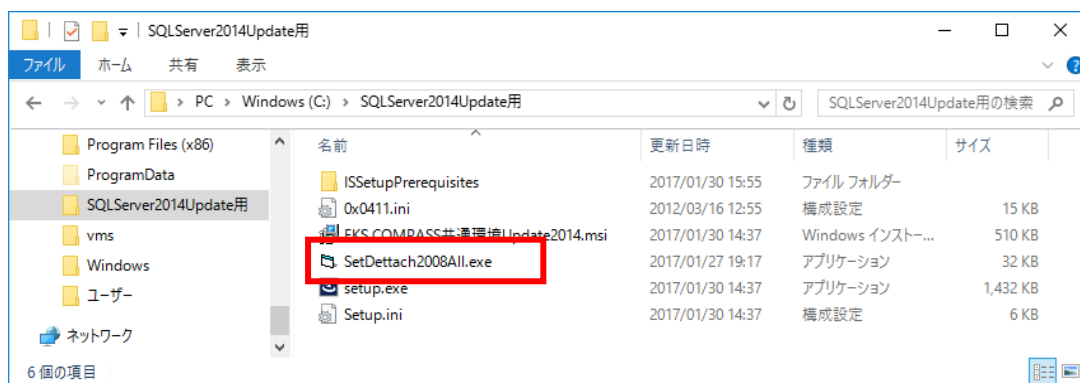 SQLServer2014Update用
ファイル ホーム 共有 表示
PC > Windows (C:) > SQLServer2014Update用 SQLServer2014Update用の検索
名前 更新日時 種類 サイズ
Program Files (x86)
ProgramData
SQLServer2014Update用
vms
Windows
ユーザー
ネットワーク
ISSetupPrerequisites 2017/01/30 15:55 ファイル フォルダー
0x0411.ini 2012/03/16 12:55 構成設定 15 KB
FKS COMPASS共通環境Update2014.msi 2017/01/30 14:37 Windows インストー... 510 KB
SetDettach2008All.exe 2017/01/27 19:17 アプリケーション 32 KB
setup.exe 2017/01/30 14:37 アプリケーション 1,432 KB
Setup.ini 2017/01/30 14:37 構成設定 6 KB
6 個の項目